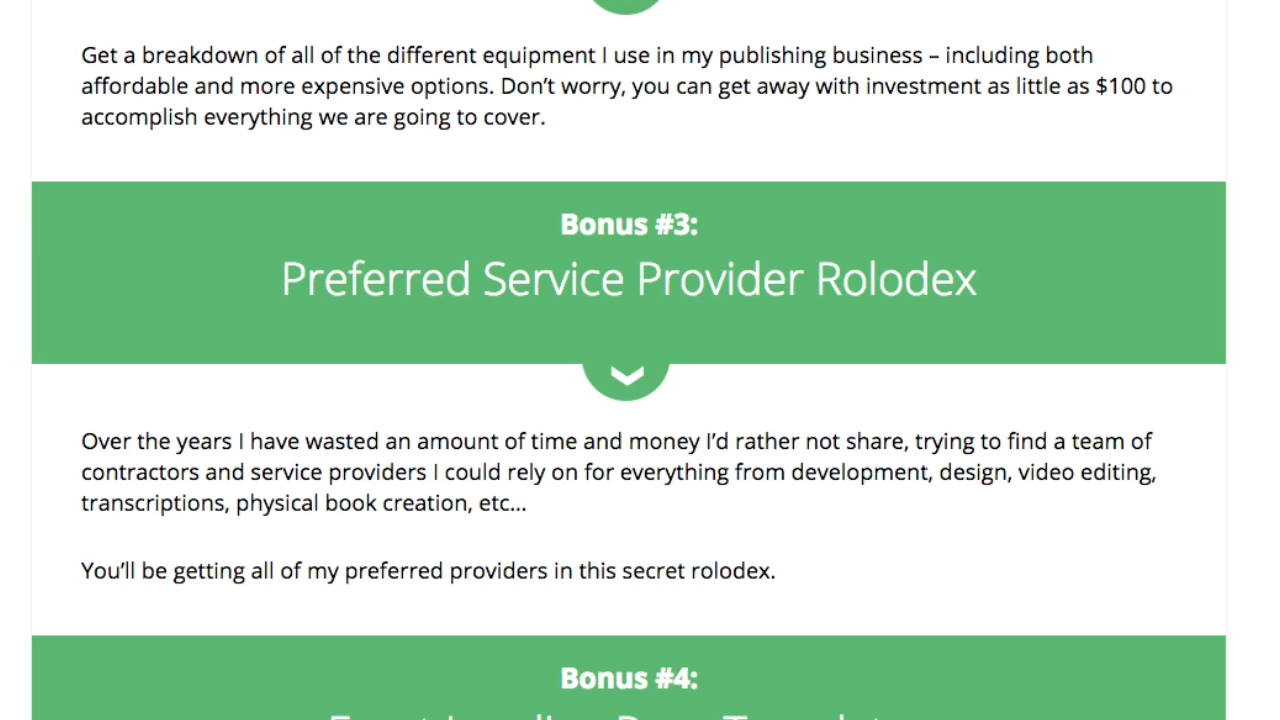 Get a breakdown of all of the different equipment I use in my publishing business – including both
affordable and more expensive options. Don’t worry, you can get away with investment as little as $100 to
accomplish everything we are going to cover.
Bonus #3:
Preferred Service Provider Rolodex
Over the years I have wasted an amount of time and money I’d rather not share, trying to find a team of
contractors and service providers I could rely on for everything from development, design, video editing,
transcriptions, physical book creation, etc...
You’ll be getting all of my preferred providers in this secret rolodex.
Bonus #4: